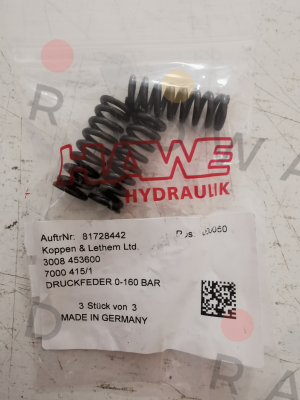 HAWE
HYDRAULIK
AuftrNr: 81728442
Koppen & Lethem Ltd.
3008 453600
7000 415/1
DRUCKFEDER 0-160 BAR
3 Stück von 3
MADE IN GERMANY